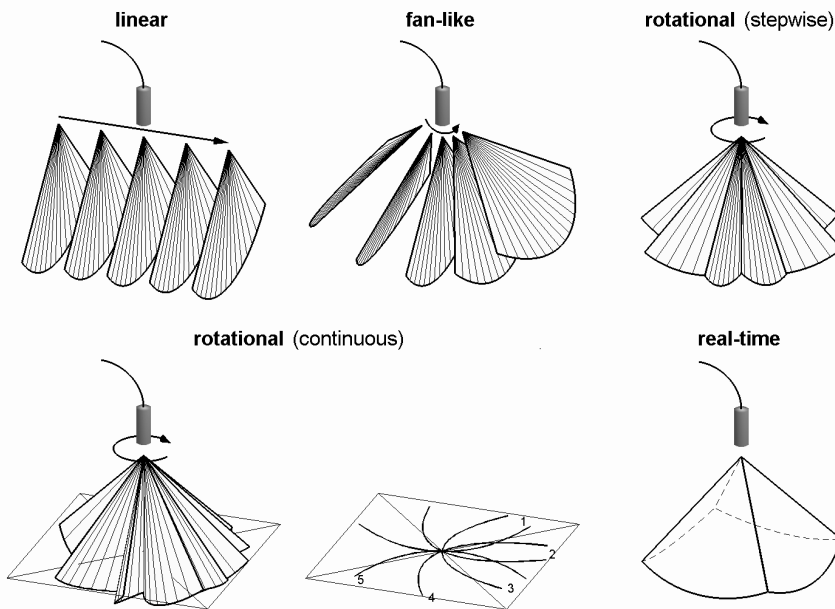 linear
fan-like
rotational (stepwise)
rotational (continuous)
real-time
1
2
3
4
5